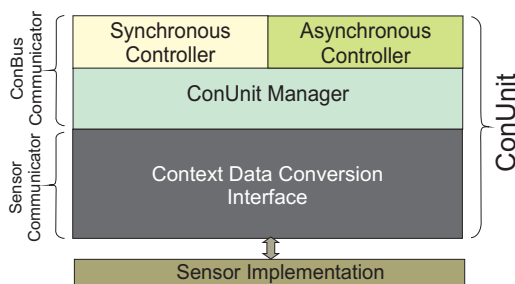 ConBus
Communicator
Synchronous
Controller
Asynchronous
Controller
ConUnit Manager
ConUnit
Sensor
Communicator
Context Data Conversion
Interface
Sensor Implementation